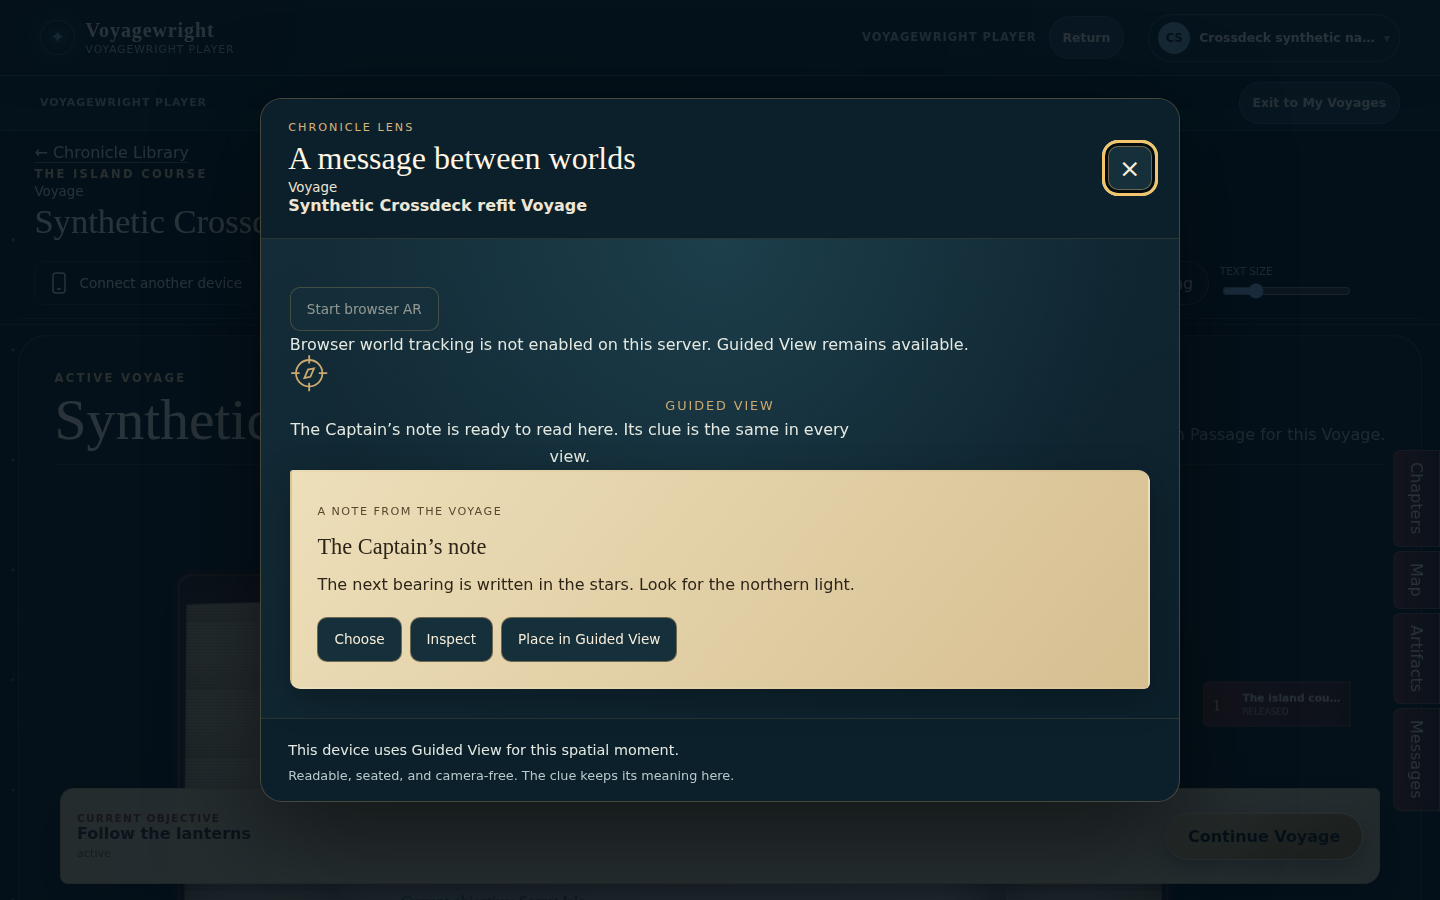 Voyagewright
VOYAGEWRIGHT PLAYER
VOYAGEWRIGHT PLAYER
Return
CS
Crossdeck synthetic na…
VOYAGEWRIGHT PLAYER
Exit to My Voyages
← Chronicle Library
THE ISLAND COURSE
Voyage
Synthetic Crossd
Connect another device
TEXT SIZE
ACTIVE VOYAGE
Synthetic
Passage for this Voyage.
CHRONICLE LENS
A message between worlds
Voyage
Synthetic Crossdeck refit Voyage
×
Start browser AR
Browser world tracking is not enabled on this server. Guided View remains available.
GUIDED VIEW
The Captain’s note is ready to read here. Its clue is the same in every
view.
A NOTE FROM THE VOYAGE
The Captain’s note
The next bearing is written in the stars. Look for the northern light.
Choose
Inspect
Place in Guided View
This device uses Guided View for this spatial moment.
Readable, seated, and camera-free. The clue keeps its meaning here.
Chapters
Map
Artifacts
Messages
1
The island cou…
RELEASED
CURRENT OBJECTIVE
Follow the lanterns
active
Continue Voyage